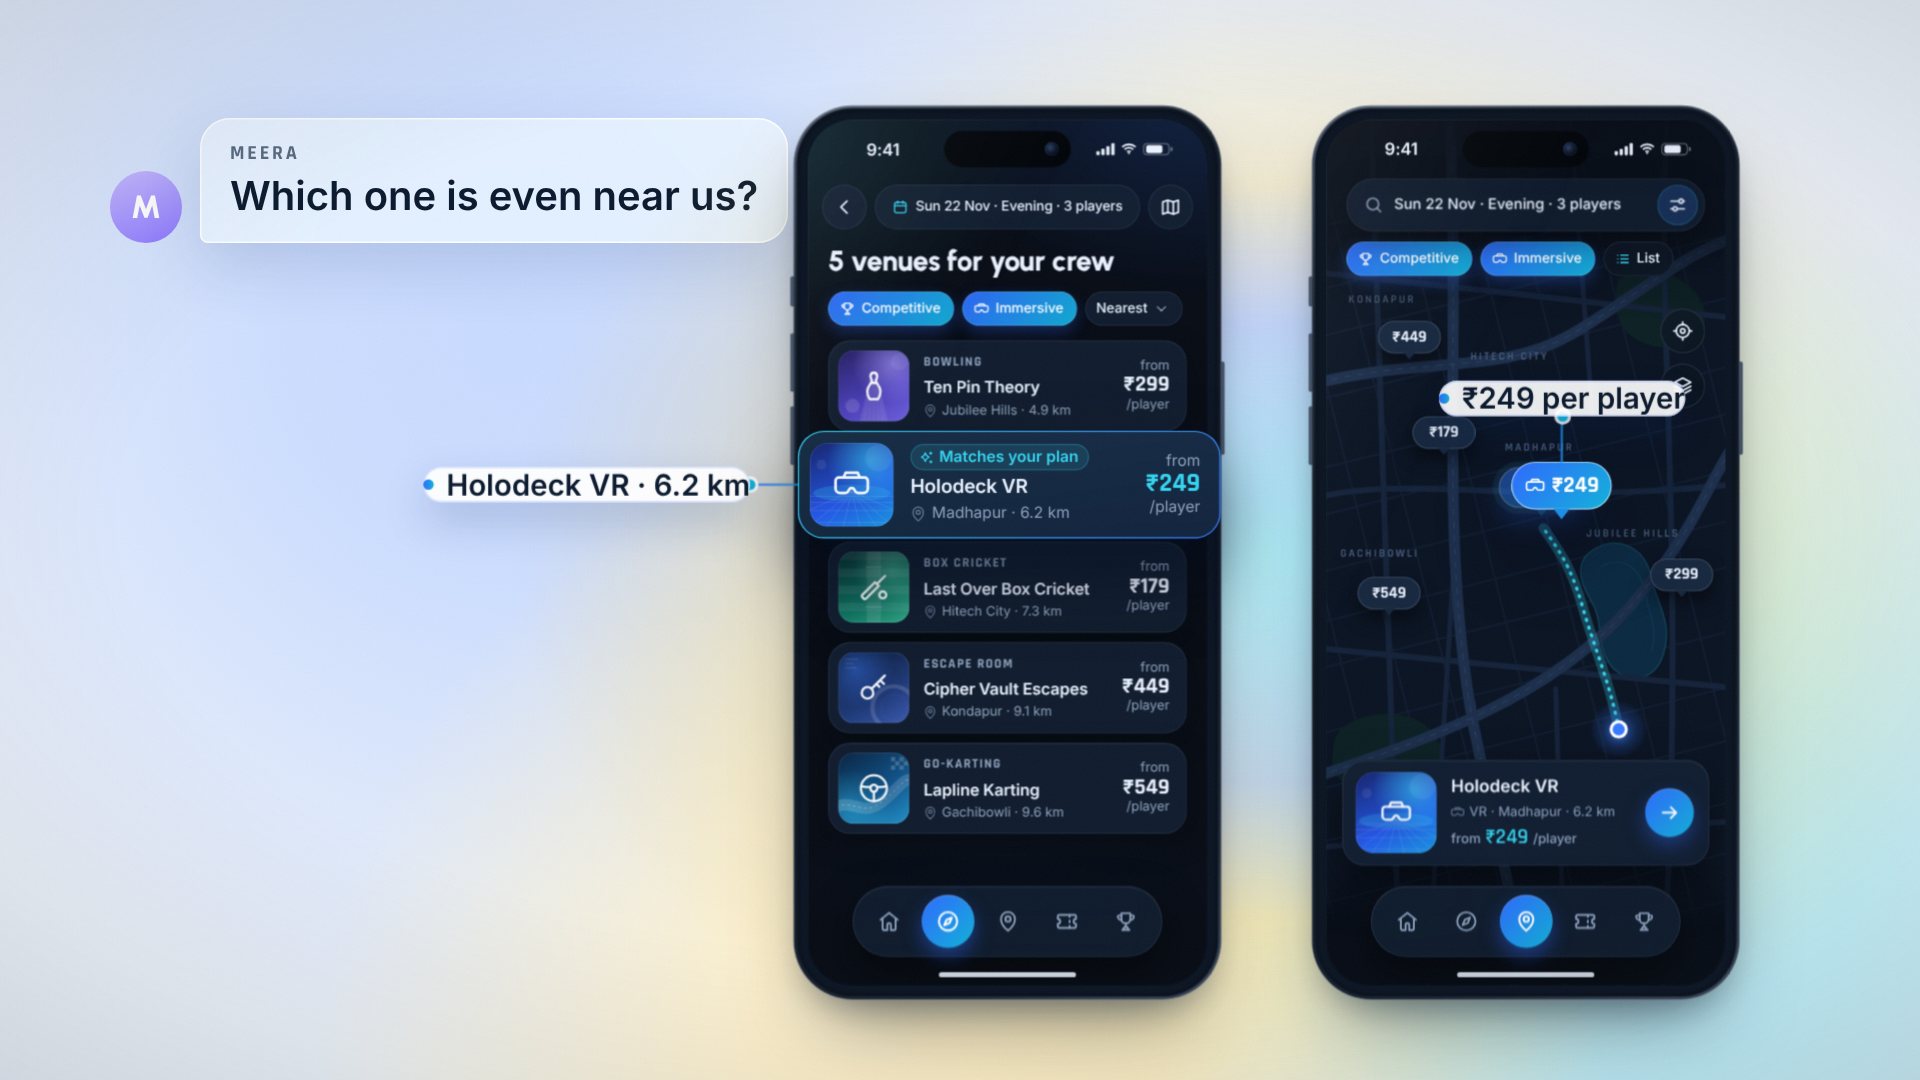 MEERA
M
Which one is even near us?
Holodeck VR · 6.2 km
9:41
Sun 22 Nov · Evening · 3 players
5 venues for your crew
Competitive
Immersive
Nearest
BOWLING
Ten Pin Theory
Jubilee Hills · 4.9 km
from
₹299
/player
Matches your plan
Holodeck VR
Madhapur · 6.2 km
from
₹249
/player
BOX CRICKET
Last Over Box Cricket
Hitech City · 7.3 km
from
₹179
/player
ESCAPE ROOM
Cipher Vault Escapes
Kondapur · 9.1 km
from
₹449
/player
GO-KARTING
Lapline Karting
Gachibowli · 9.6 km
from
₹549
/player
9:41
Sun 22 Nov · Evening · 3 players
Competitive
Immersive
List
KONDAPUR
₹449
HITECH CITY
₹249 per player
₹179
MADHAPUR
₹249
JUBILEE HILLS
GACHIBOWLI
₹299
₹549
Holodeck VR
VR · Madhapur · 6.2 km
from ₹249 /player